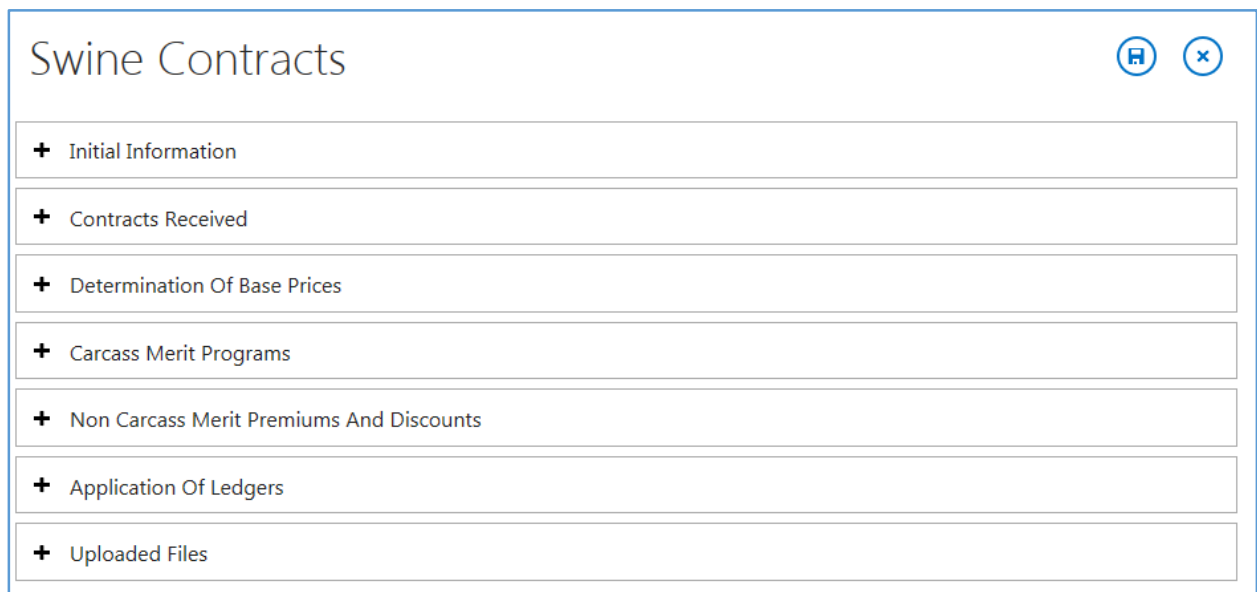 Swine Contracts
Initial Information
Contracts Received
Determination Of Base Prices
Carcass Merit Programs
Non Carcass Merit Premiums And Discounts
Application Of Ledgers
Uploaded Files